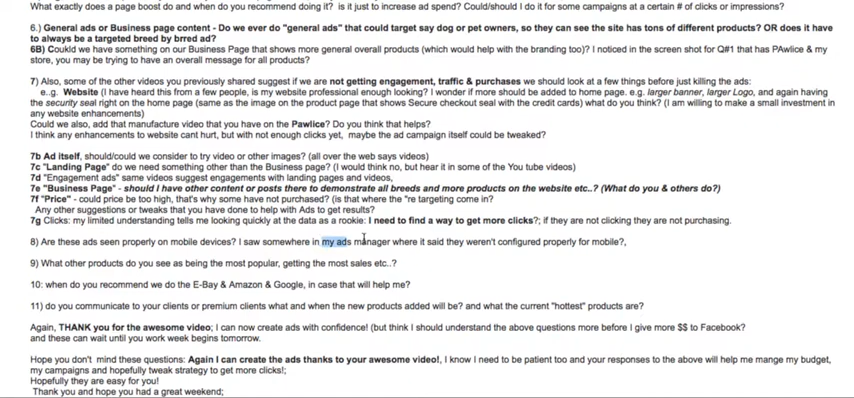 What exactly does a page boost do and when do you recommend doing it? is it just to increase ad spend? Could/should I do it for some campaigns at a certain # of clicks or impressions?
6.) General ads or Business page content - Do we ever do "general ads" that could target say dog or pet owners, so they can see the site has tons of different products? OR does it have
to always be a targeted breed by brred ad?
6B) Coukld we have something on our Business Page that shows more general overall products (which would help with the branding too)? I noticed in the screen shot for Q#1 that has PAwlice & my
store, you may be trying to have an overall message for all products?
7) Also, some of the other videos you previously shared suggest if we are not getting engagement, traffic & purchases we should look at a few things before just killing the ads:
e..g. Website (I have heard this from a few people, is my website professional enough looking? I wonder if more should be added to home page. e.g. larger banner, larger Logo, and again having
the security seal right on the home page (same as the image on the product page that shows Secure checkout seal with the credit cards) what do you think? (I am willing to make a small investment in
any website enhancements)
Could we also, add that manufacture video that you have on the Pawlice? Do you think that helps?
I think any enhancements to website cant hurt, but with not enough clicks yet, maybe the ad campaign itself could be tweaked?
7b Ad itself, should/could we consider to try video or other images? (all over the web says videos)
7c "Landing Page" do we need something other than the Business page? (I would think no, but hear it in some of the You tube videos)
7d "Engagement ads" same videos suggest engagements with landing pages and videos,
7e "Business Page" - should I have other content or posts there to demonstrate all breeds and more products on the website etc..? (What do you & others do?)
7f "Price" - could price be too high, that's why some have not purchased? (is that where the "re targeting come in?
Any other suggestions or tweaks that you have done to help with Ads to get results?
7g Clicks: my limited understanding tells me looking quickly at the data as a rookie: I need to find a way to get more clicks?; if they are not clicking they are not purchasing.
8) Are these ads seen properly on mobile devices? I saw somewhere in my ads manager where it said they weren't configured properly for mobile?,
9) What other products do you see as being the most popular, getting the most sales etc..?
10: when do you recommend we do the E-Bay & Amazon & Google, in case that will help me?
11) do you communicate to your clients or premium clients what and when the new products added will be? and what the current "hottest" products are?
Again, THANK you for the awesome video; I can now create ads with confidence! (but think I should understand the above questions more before I give more $$ to Facebook?
and these can wait until you work week begins tomorrow.
Hope you don't mind these questions: Again I can create the ads thanks to your awesome video!, I know I need to be patient too and your responses to the above will help me mange my budget,
my campaigns and hopefully tweak strategy to get more clicks!;
Hopefully they are easy for you!
Thank you and hope you had a great weekend;